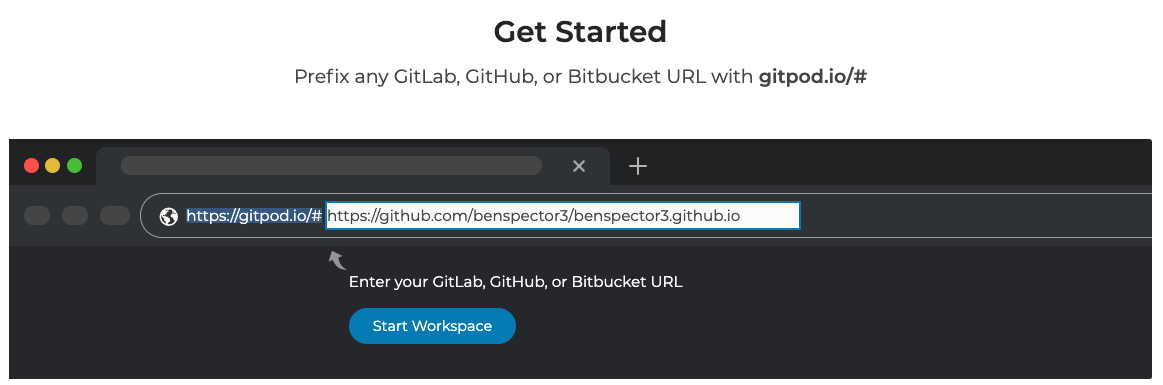 Get Started
Prefix any GitLab, GitHub, or Bitbucket URL with gitpod.io/#
https://gitpod.io/# https://github.com/benspector3/benspector3.github.io
Enter your GitLab, GitHub, or Bitbucket URL
Start Workspace